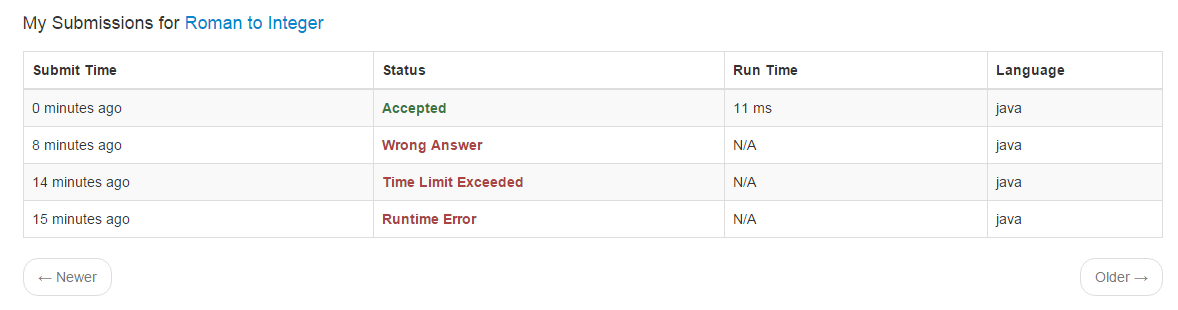 My Submissions for Roman to Integer
Submit Time Status Run Time Language
0 minutes ago Accepted 11 ms java
8 minutes ago Wrong Answer N/A java
14 minutes ago Time Limit Exceeded N/A java
15 minutes ago Runtime Error N/A java
← Newer Older →